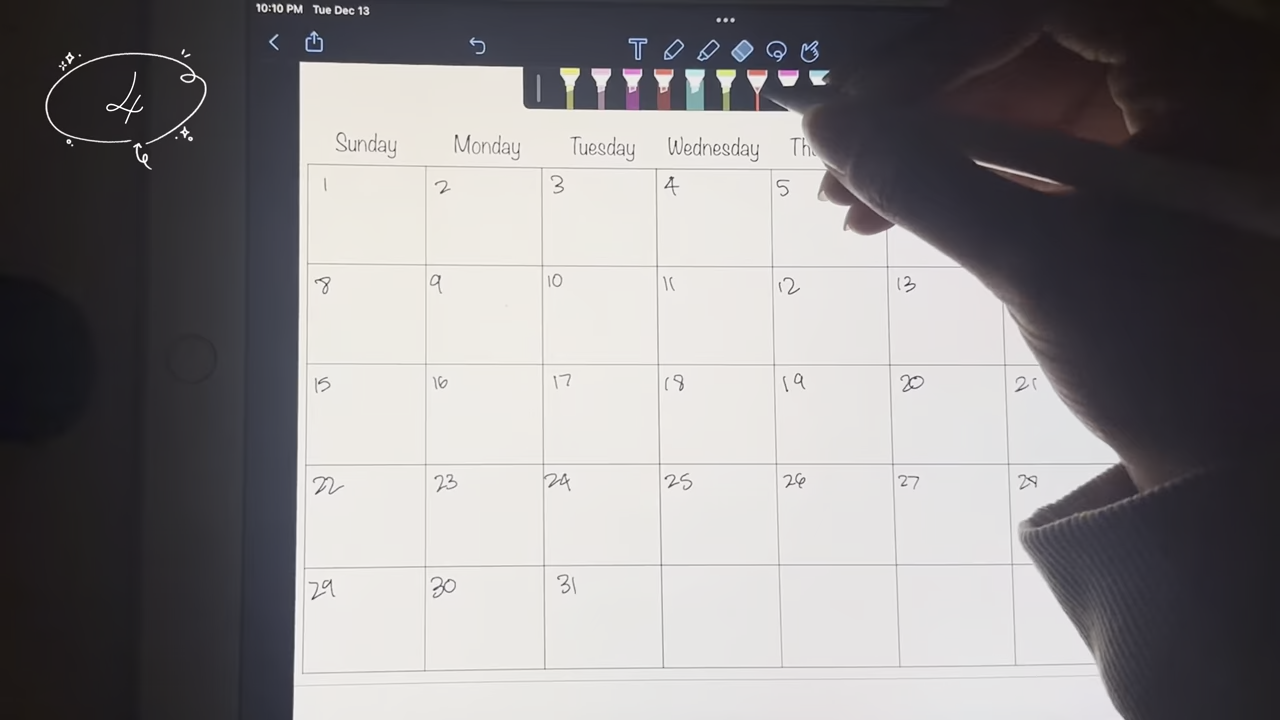 10:10 PM Tue Dec 13
4
T
Sunday Monday Tuesday Wednesday
1 2 3 4 5
8 9 10 11 12 13
15 16 17 18 19 20 21
22 23 24 25 26 27
29 30 31